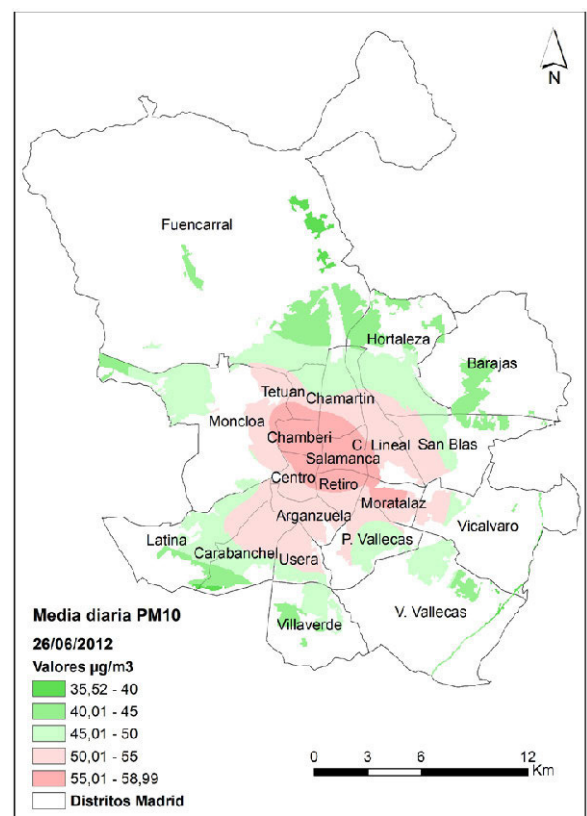 N
Fuencarral
Hortaleza
Barajas
Tetuan
Chamartin
Moncloa
Chamberi
C. Lineal
San Blas
Salamanca
Centro
Retiro
Moratalaz
Arganzuela
Vicalvaro
Latina
P. Vallecas
Carabanchel
Usera
V. Vallecas
Villaverde
Media diaria PM10
26/06/2012
Valores µg/m3
35,52 - 40
40,01 - 45
45,01 - 50
50,01 - 55
55,01 - 58,99
Distritos Madrid
0 3 6 12
Km